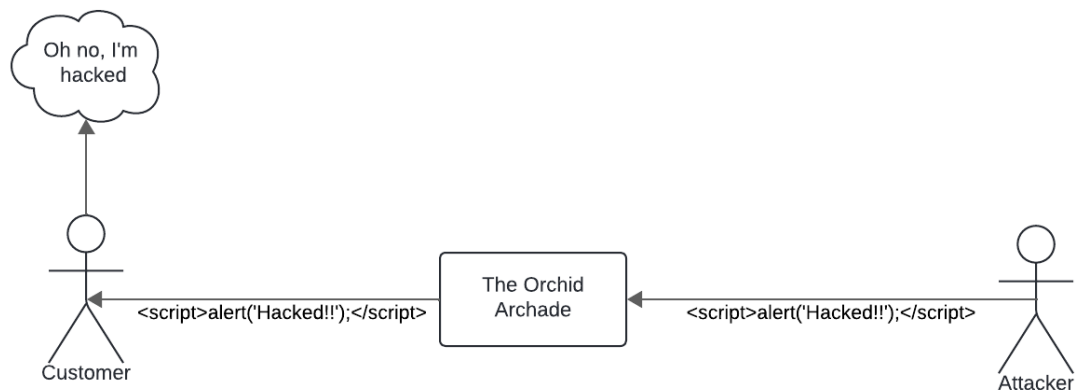 Oh no, I'm
hacked
The Orchid
Archade
<script>alert('Hacked!!');</script>
<script>alert('Hacked!!');</script>
Customer
Attacker